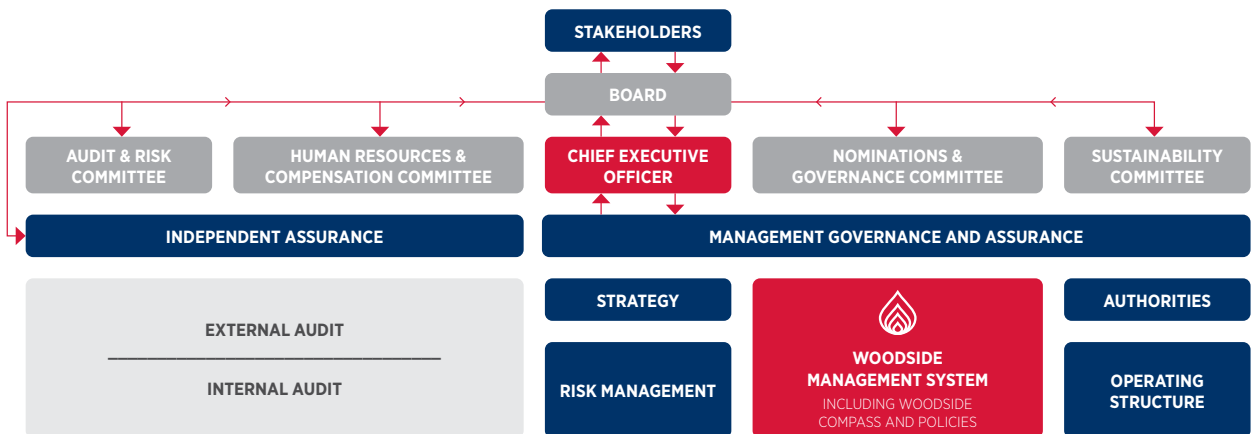 STAKEHOLDERS
BOARD
AUDIT & RISK
COMMITTEE
HUMAN RESOURCES &
COMPENSATION COMMITTEE
CHIEF EXECUTIVE
OFFICER
NOMINATIONS &
GOVERNANCE COMMITTEE
SUSTAINABILITY
COMMITTEE
INDEPENDENT ASSURANCE
MANAGEMENT GOVERNANCE AND ASSURANCE
EXTERNAL AUDIT
INTERNAL AUDIT
STRATEGY
RISK MANAGEMENT
WOODSIDE
MANAGEMENT SYSTEM
INCLUDING WOODSIDE
COMPASS AND POLICIES
AUTHORITIES
OPERATING
STRUCTURE